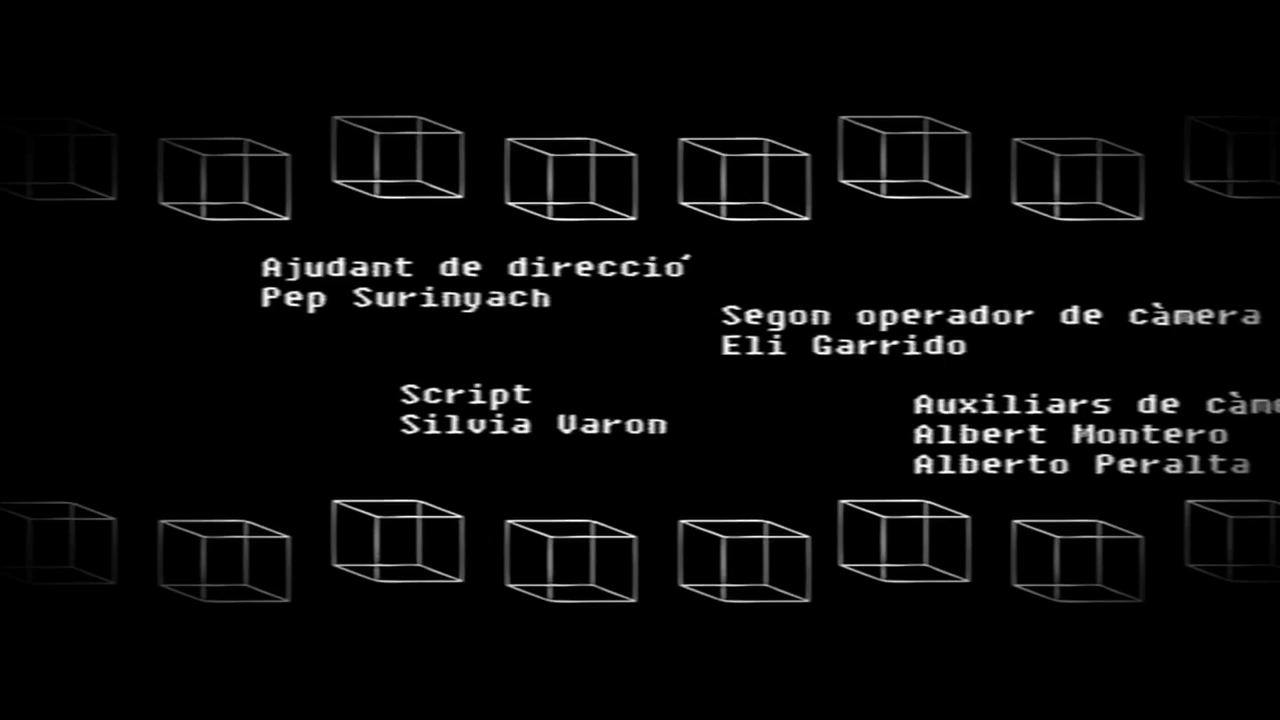 Ajudant de direcció
Pep Surinyach
Segon operador de càmera
Eli Garrido
Script
Silvia Varon
Auxiliars de
Albert Montero
Alberto Peralta